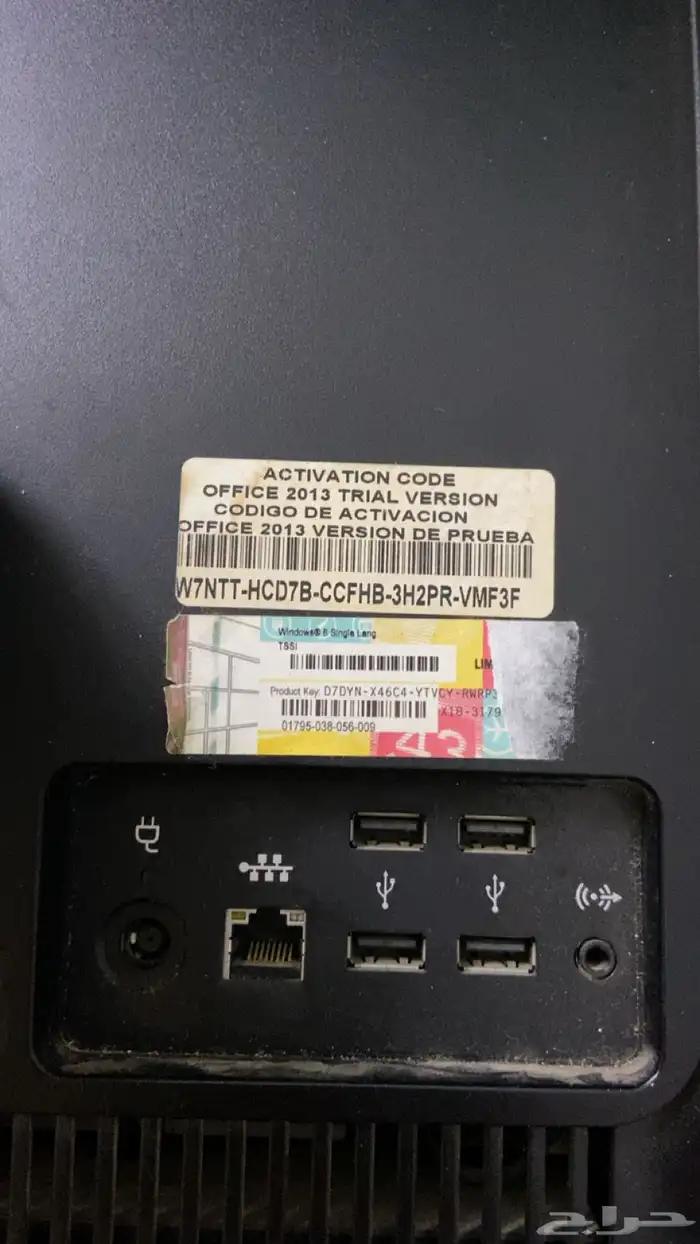 ACTIVATION CODE
OFFICE 2013 TRIAL VERSION
CODIGO DE ACTIVACION
OFFICE 2013 VERSION DE PRUEBA
W7NTT-HCD7B-CCFHB-3H2PR-VMF3F
Windows® 8 Single Lang
TSSI
LIM
Product Key: D7DYN-X46C4-YTVCY-RWRP3
X18-3179
01795-038-056-009
حراج